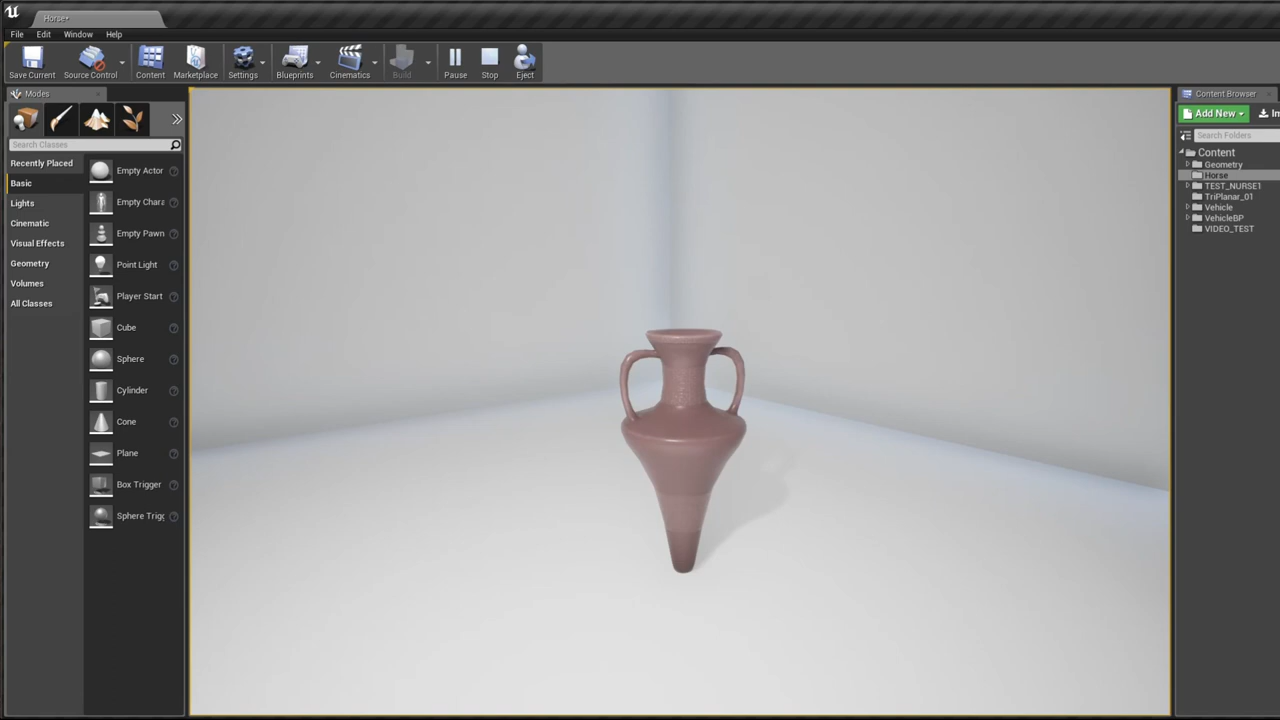 Horse+
File Edit Window Help
Save Current Source Control Content Marketplace Settings Blueprints Cinematics Build Pause Stop Eject
Modes
Search Classes
Recently Placed
Basic
Lights
Cinematic
Visual Effects
Geometry
Volumes
All Classes
Empty Actor
Empty Chara
Empty Pawn
Point Light
Player Start
Cube
Sphere
Cylinder
Cone
Plane
Box Trigger
Sphere Trigg
Content Browser
Add New Im
Search Folders
Content
Geometry
Horse
TEST_NURSE1
TriPlanar_01
Vehicle
VehicleBP
VIDEO_TEST